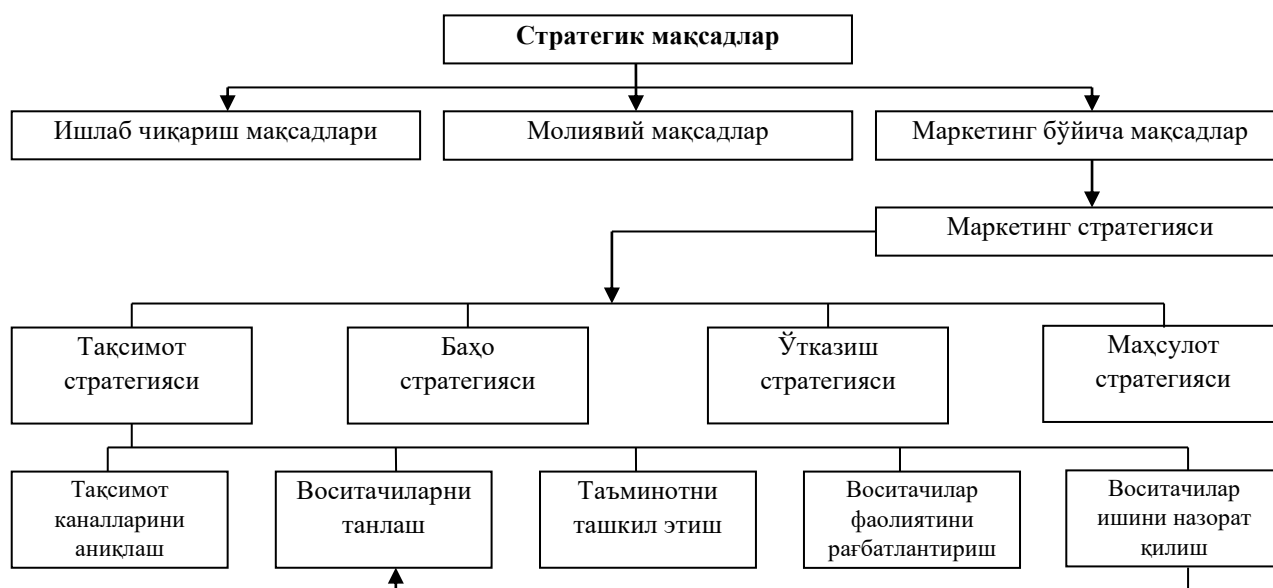 Стратегик мақсадлар
Ишлаб чиқариш мақсадлари
Молиявий мақсадлар
Маркетинг бўйича мақсадлар
Маркетинг стратегияси
Тақсимот
стратегияси
Баҳо
стратегияси
Ўтказиш
стратегияси
Маҳсулот
стратегияси
Тақсимот
каналларини
аниқлаш
Воситачиларни
танлаш
Таъминотни
ташкил этиш
Воситачилар
фаолиятини
рағбатлантириш
Воситачилар
ишини назорат
қилиш